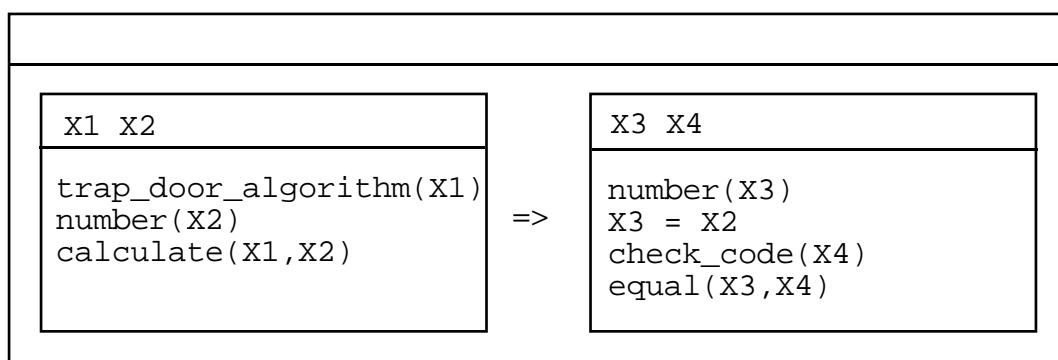 X1 X2
trap_door_algorithm(X1)
number(X2)
calculate(X1,X2)
=>
X3 X4
number(X3)
X3 = X2
check_code(X4)
equal(X3,X4)